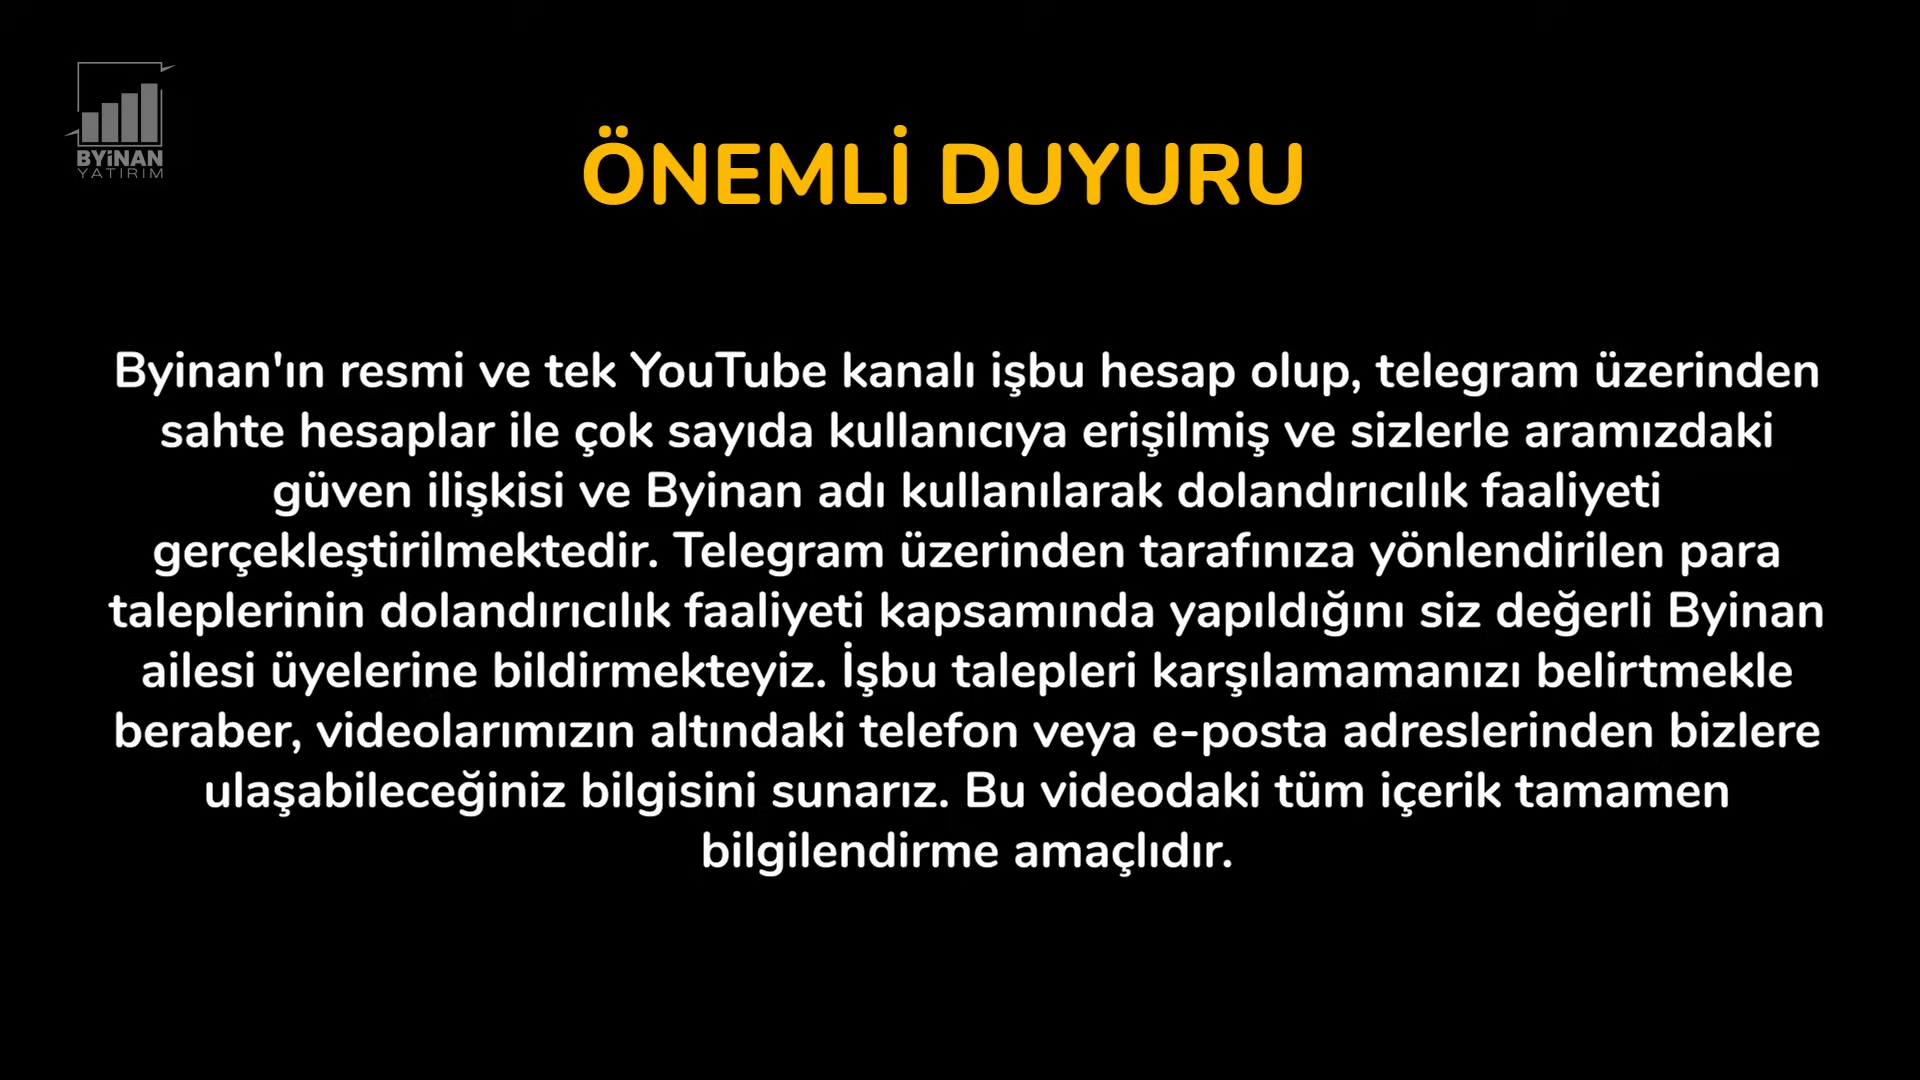 BYiNAN
YATIRIM
ÖNEMLİ DUYURU
Byinan'ın resmi ve tek YouTube kanalı işbu hesap olup, telegram üzerinden
sahte hesaplar ile çok sayıda kullanıcıya erişilmiş ve sizlerle aramızdaki
güven ilişkisi ve Byinan adı kullanılarak dolandırıcılık faaliyeti
gerçekleştirilmektedir. Telegram üzerinden tarafınıza yönlendirilen para
taleplerinin dolandırıcılık faaliyeti kapsamında yapıldığını siz değerli Byinan
ailesi üyelerine bildirmekteyiz. İşbu talepleri karşılamamanızı belirtmekle
beraber, videolarımızın altındaki telefon veya e-posta adreslerinden bizlere
ulaşabileceğiniz bilgisini sunarız. Bu videodaki tüm içerik tamamen
bilgilendirme amaçlıdır.